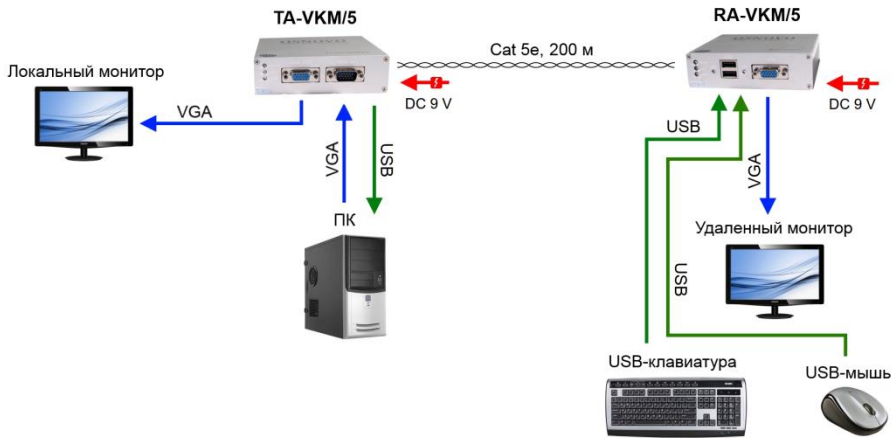 TA-VKM/5
RA-VKM/5
OSNOVO
Cat 5e, 200 м
Локальный монитор
DC 9 V
DC 9 V
VGA
USB
VGA
USB
VGA
ПК
Удаленный монитор
USB
USB-клавиатура
USB-мышь